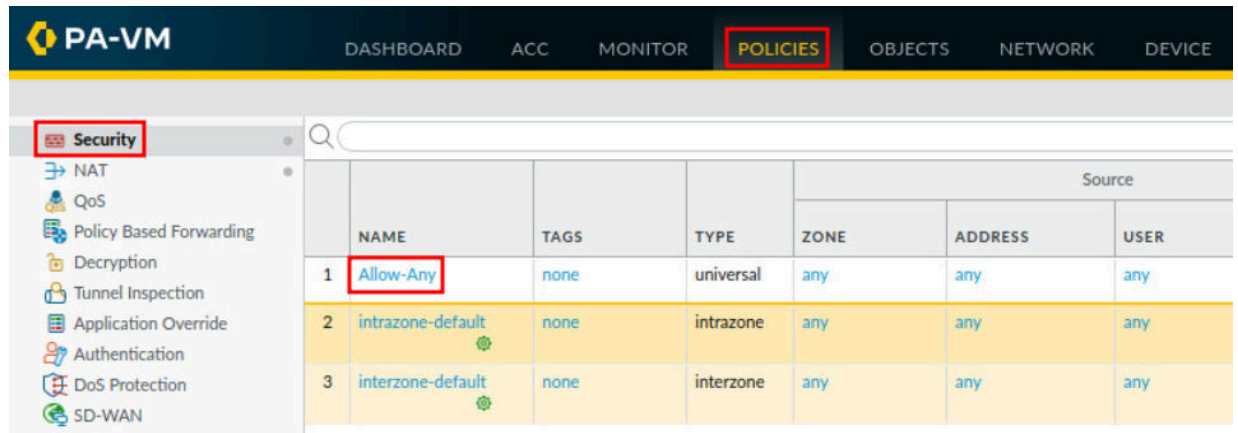 PA-VM
DASHBOARD ACC MONITOR POLICIES OBJECTS NETWORK DEVICE
Security
NAT
QoS
Policy Based Forwarding
Decryption
Tunnel Inspection
Application Override
Authentication
DoS Protection
SD-WAN
Source
NAME TAGS TYPE ZONE ADDRESS USER
1 Allow-Any none universal any any any
2 intrazone-default none intrazone any any any
3 interzone-default none interzone any any any